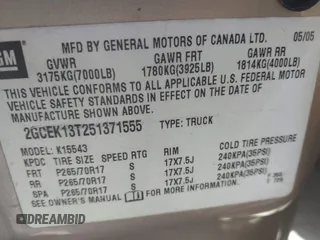 GM
MFD BY GENERAL MOTORS OF CANADA LTD. 05/05
GVWR GAWR FRT GAWR RR
3175KG(7000LB) 1780KG(3925LB) 1814KG(4000LB)
THIS VEHICLE CONFORMS TO ALL APPLICABLE U.S. FEDERAL
MOTOR VEHICLE SAFETY STANDARDS IN EFFECT ON THE DATE OF
MANUFACTURE SHOWN ABOVE.
2GCEK13T251371555 TYPE: TRUCK
MODEL: K15543
KPDC TIRE SIZE SPEED RTG RIM COLD TIRE PRESSURE
FRT P265/70R17 S 17X7.5J 240KPA(35PSI)
RR P265/70R17 S 17X7.5J 240KPA(35PSI)
SPA P265/70R17 S 17X7.5J 240KPA(35PSI)
SEE OWNER'S MANUAL FOR ADDITIONAL INFORMATION
DREAMBID